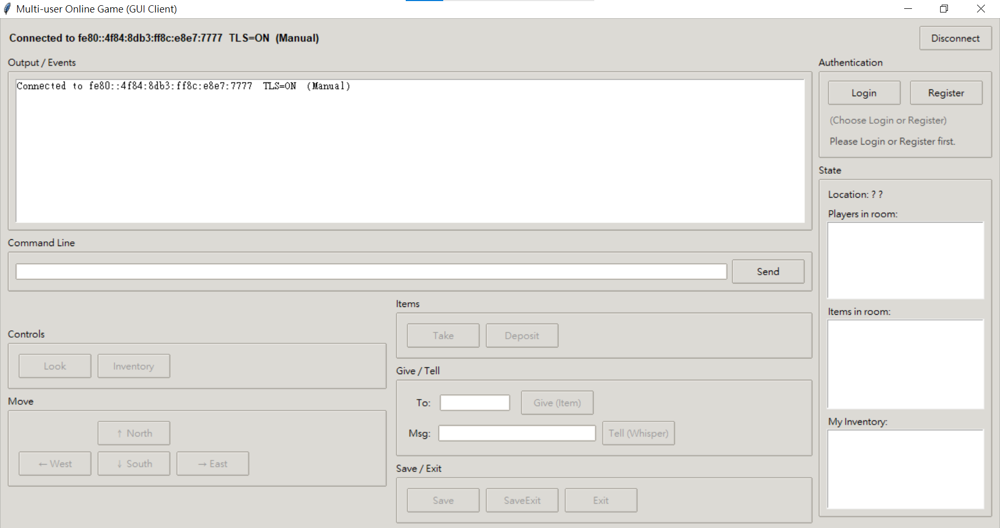 Multi-user Online Game (GUI Client)
Connected to fe80::4f84:8db3:ff8c:e8e7:7777  TLS=ON  (Manual)
Disconnect
Output / Events
Connected to fe80::4f84:8db3:ff8c:e8e7:7777  TLS=ON  (Manual)
Command Line
Send
Controls
Look
Inventory
Move
↑ North
← West
↓ South
→ East
Items
Take
Deposit
Give / Tell
To:
Give (Item)
Msg:
Tell (Whisper)
Save / Exit
Save
SaveExit
Exit
Authentication
Login
Register
(Choose Login or Register)
Please Login or Register first.
State
Location: ? ?
Players in room:
Items in room:
My Inventory: